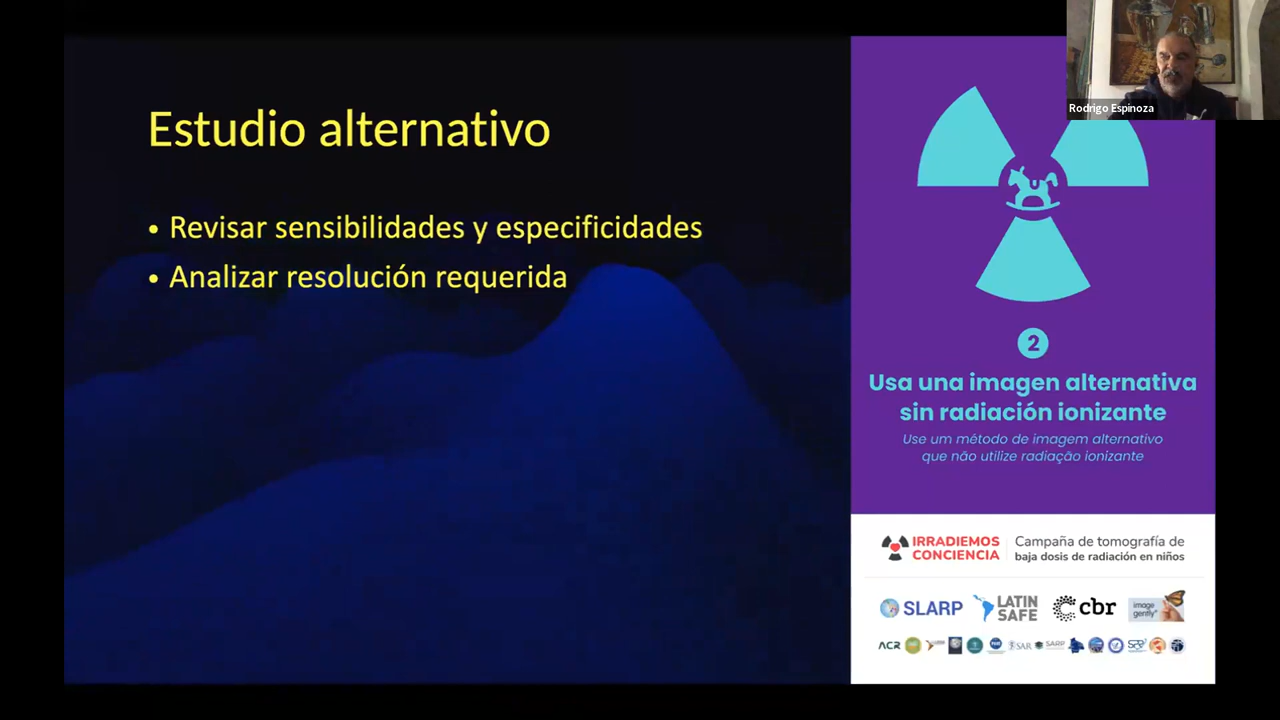 Estudio alternativo
• Revisar sensibilidades y especificidades
• Analizar resolución requerida
Rodrigo Espinoza
2
Usa una imagen alternativa
sin radiación ionizante
Use um método de imagem alternativo
que não utilize radiação ionizante
IRRADIEMOS
CONCIENCIA
Campaña de tomografía de
baja dosis de radiación en niños
SLARP
LATIN
SAFE
cbr
image
gently
ACR
SAR
SARP